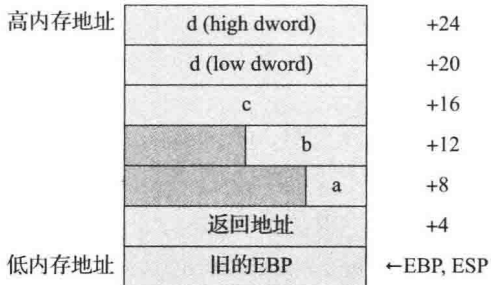 高内存地址 d (high dword) +24
d (low dword) +20
c +16
b +12
a +8
返回地址 +4
低内存地址 旧的EBP ←EBP, ESP